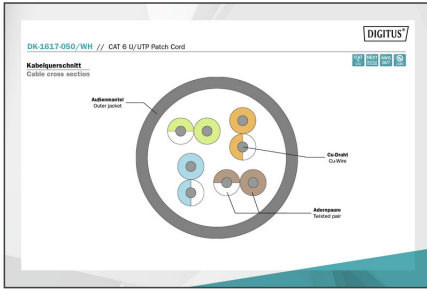 DIGITUS®
DK-1617-050/WH // CAT 6 U/UTP Patch Cord
Kabelquerschnitt
Cable cross section
Außenmantel
Outer jacket
Cu-Draht
Cu-Wire
Aderspaare
Twisted pair